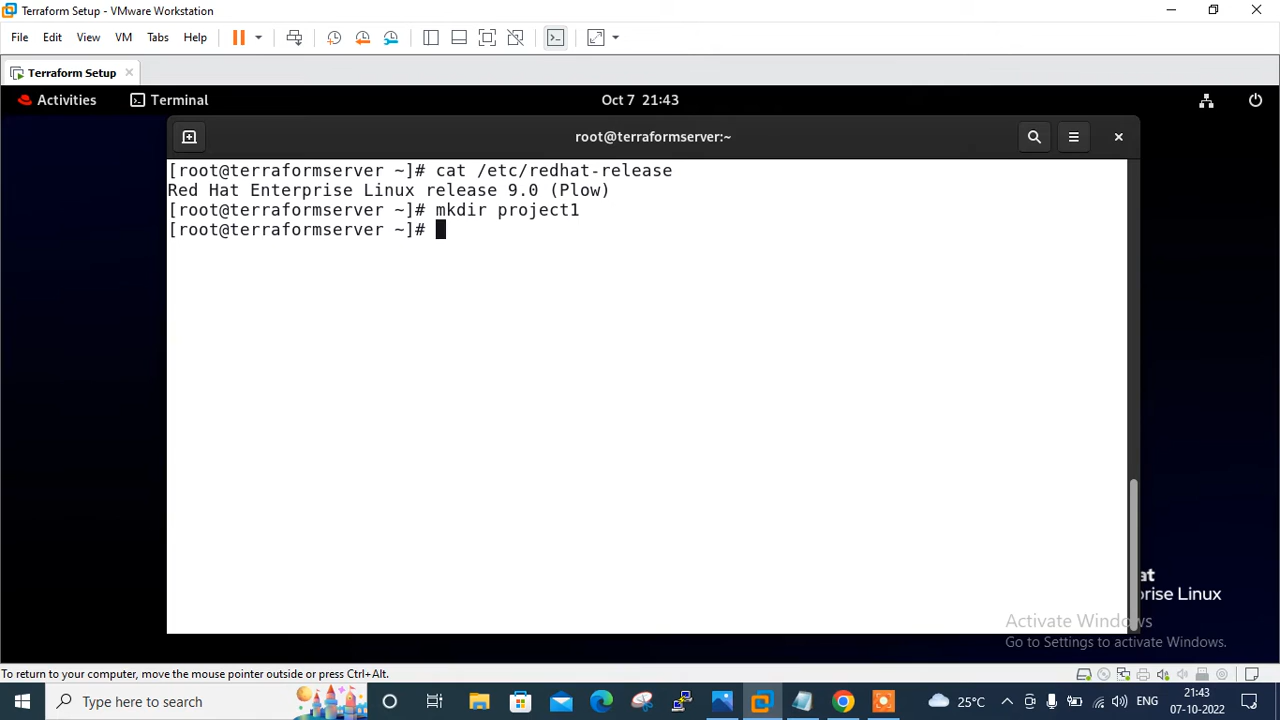 Terraform Setup - VMware Workstation
File Edit View VM Tabs Help
Terraform Setup
Activities Terminal Oct 7 21:43
root@terraformserver:~
[root@terraformserver ~]# cat /etc/redhat-release
Red Hat Enterprise Linux release 9.0 (Plow)
[root@terraformserver ~]# mkdir project1
[root@terraformserver ~]#
at
prise Linux
Activate Windows
Go to Settings to activate Windows.
To return to your computer, move the mouse pointer outside or press Ctrl+Alt.
Type here to search
25°C
ENG
21:43
07-10-2022